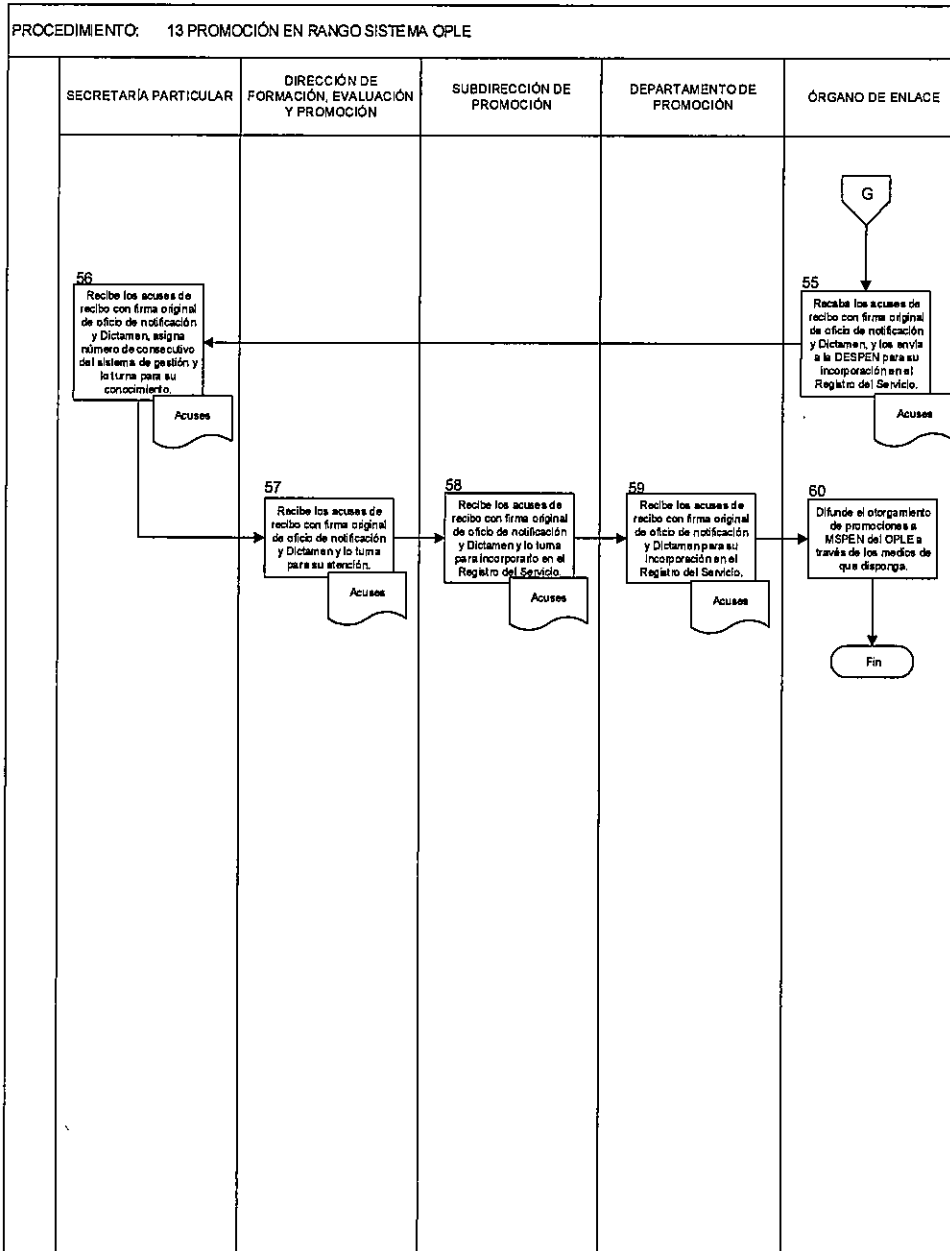 PROCEDIMIENTO: 13 PROMOCIÓN EN RANGO SISTEMA OPLE
SECRETARÍA PARTICULAR
DIRECCIÓN DE
FORMACIÓN, EVALUACIÓN
Y PROMOCIÓN
SUBDIRECCIÓN DE
PROMOCIÓN
DEPARTAMENTO DE
PROMOCIÓN
ÓRGANO DE ENLACE
G
55
Recaba los acuses de
recibo con firma original
de oficio de notificación
y Dictamen, y los envía
a la DESPEN para su
incorporación en el
Registro del Servicio.
Acuses
56
Recibe los acuses de
recibo con firma original
de oficio de notificación
y Dictamen, asigna
número de consecutivo
del sistema de gestión y
lo turna para su
conocimiento.
Acuses
57
Recibe los acuses de
recibo con firma original
de oficio de notificación
y Dictamen y lo turna
para su atención.
Acuses
58
Recibe los acuses de
recibo con firma original
de oficio de notificación
y Dictamen y lo turna
para incorporarlo en el
Registro del Servicio.
Acuses
59
Recibe los acuses de
recibo con firma original
de oficio de notificación
y Dictamen para su
incorporación en el
Registro del Servicio.
Acuses
60
Difunde el otorgamiento
de promociones a
MSPEN del OPLE a
través de los medios de
que disponga.
Fin